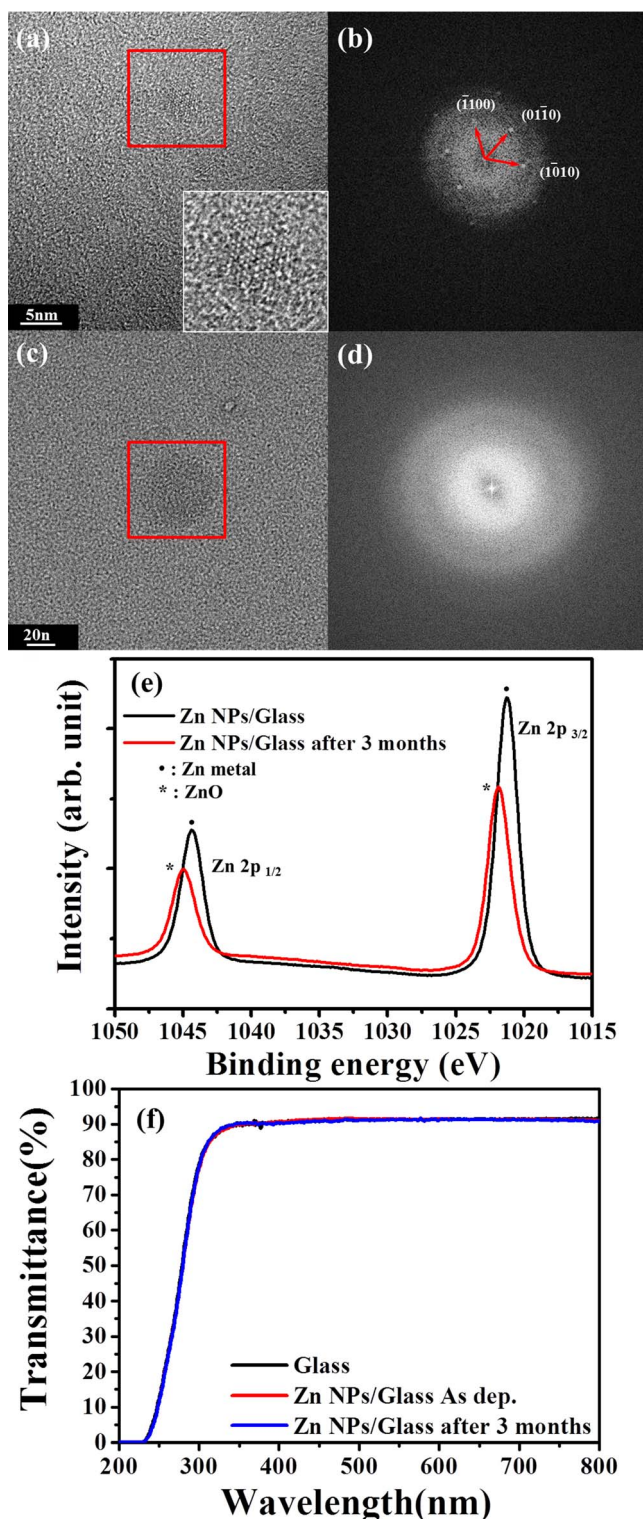 (a)
(b)
(1̄100)
(011̄0)
(1̄010)
5nm
(c)
(d)
20n
(e)
Zn NPs/Glass
Zn NPs/Glass after 3 months
• : Zn metal
* : ZnO
Zn 2p 3/2
Zn 2p 1/2
•
*
•
*
Intensity (arb. unit)
1050 1045 1040 1035 1030 1025 1020 1015
Binding energy (eV)
(f)
100
90
80
70
60
50
40
30
20
10
0
Transmittance(%)
Glass
Zn NPs/Glass As dep.
Zn NPs/Glass after 3 months
200 300 400 500 600 700 800
Wavelength(nm)